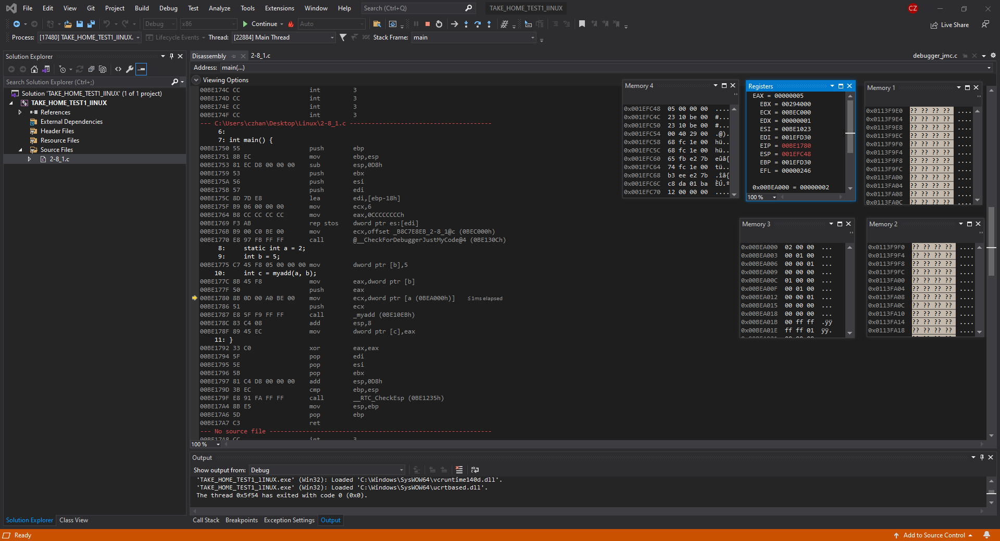 File Edit View Git Project Build Debug Test Analyze Tools Extensions Window Help Search (Ctrl+Q) TAKE_HOME_TEST1_lINUX CZ
Debug x86 Continue Auto Live Share
Process: [17480] TAKE_HOME_TEST1_lINUX. Lifecycle Events Thread: [22884] Main Thread Stack Frame: main
Solution Explorer
Search Solution Explorer (Ctrl+;)
Solution 'TAKE_HOME_TEST1_lINUX' (1 of 1 project)
TAKE_HOME_TEST1_lINUX
References
External Dependencies
Header Files
Resource Files
Source Files
2-8_1.c
Solution Explorer Class View
Disassembly 2-8_1.c debugger_jmc.c
Address: main(...)
Viewing Options
00BE174C CC int 3
00BE174D CC int 3
00BE174E CC int 3
00BE174F CC int 3
--- C:\Users\czhan\Desktop\Linux\2-8_1.c ---------------------------------------
6:
7: int main() {
00BE1750 55 push ebp
00BE1751 8B EC mov ebp,esp
00BE1753 81 EC D8 00 00 00 sub esp,0D8h
00BE1759 53 push ebx
00BE175A 56 push esi
00BE175B 57 push edi
00BE175C 8D 7D E8 lea edi,[ebp-18h]
00BE175F B9 06 00 00 00 mov ecx,6
00BE1764 B8 CC CC CC CC mov eax,0CCCCCCCCh
00BE1769 F3 AB rep stos dword ptr es:[edi]
00BE176B B9 00 C0 BE 00 mov ecx,offset _B8C7E8EB_2-8_1@c (0BEC000h)
00BE1770 E8 97 FB FF FF call @__CheckForDebuggerJustMyCode@4 (0BE130Ch)
8: static int a = 2;
9: int b = 5;
00BE1775 C7 45 F8 05 00 00 00 mov dword ptr [b],5
10: int c = myadd(a, b);
00BE177C 8B 45 F8 mov eax,dword ptr [b]
00BE177F 50 push eax
00BE1780 8B 0D 00 A0 BE 00 mov ecx,dword ptr [a (0BEA000h)] ≤1ms elapsed
00BE1786 51 push ecx
00BE1787 E8 5F F9 FF FF call _myadd (0BE10EBh)
00BE178C 83 C4 08 add esp,8
00BE178F 89 45 EC mov dword ptr [c],eax
11: }
00BE1792 33 C0 xor eax,eax
00BE1794 5F pop edi
00BE1795 5E pop esi
00BE1796 5B pop ebx
00BE1797 81 C4 D8 00 00 00 add esp,0D8h
00BE179D 3B EC cmp ebp,esp
00BE179F E8 91 FA FF FF call __RTC_CheckEsp (0BE1235h)
00BE17A4 8B E5 mov esp,ebp
00BE17A6 5D pop ebp
00BE17A7 C3 ret
--- No source file -------------------------------------------------------------
00BE17A8 CC int 3
100 %
Memory 4
0x001EFC48 05 00 00 00 ....
0x001EFC4C 23 10 be 00 #...
0x001EFC50 23 10 be 00 #...
0x001EFC54 00 40 29 00 .@).
0x001EFC58 68 fc 1e 00 hü..
0x001EFC5C 68 fc 1e 00 hü..
0x001EFC60 65 fb e2 7b eûâ{
0x001EFC64 74 fc 1e 00 tü..
0x001EFC68 b3 ee e2 7b .îâ{
0x001EFC6C c8 da 01 ba ÈÚ.º
0x001EFC70 12 00 00 00 ....
Registers
EAX = 00000005
EBX = 00294000
ECX = 00BEC000
EDX = 00000001
ESI = 00BE1023
EDI = 001EFD30
EIP = 00BE1780
ESP = 001EFC48
EBP = 001EFD30
EFL = 00000246
0x00BEA000 = 00000002
100 %
Memory 1
0x0113F9E0 ?? ?? ?? ?? ....
0x0113F9E4 ?? ?? ?? ?? ....
0x0113F9E8 ?? ?? ?? ?? ....
0x0113F9EC ?? ?? ?? ?? ....
0x0113F9F0 ?? ?? ?? ?? ....
0x0113F9F4 ?? ?? ?? ?? ....
0x0113F9F8 ?? ?? ?? ?? ....
0x0113F9FC ?? ?? ?? ?? ....
0x0113FA00 ?? ?? ?? ?? ....
0x0113FA04 ?? ?? ?? ?? ....
0x0113FA08 ?? ?? ?? ?? ....
0x0113FA0C ?? ?? ?? ?? ....
Memory 3
0x00BEA000 02 00 00 ...
0x00BEA003 00 01 00 ...
0x00BEA006 00 00 01 ...
0x00BEA009 00 00 00 ...
0x00BEA00C 01 00 00 ...
0x00BEA00F 00 01 00 ...
0x00BEA012 00 00 01 ...
0x00BEA015 00 00 00 ...
0x00BEA018 00 00 00 ...
0x00BEA01B 00 ff ff .ÿÿ
0x00BEA01E ff ff 01 ÿÿ.
Memory 2
0x0113F9F0 ?? ?? ?? ?? ....
0x0113F9F4 ?? ?? ?? ?? ....
0x0113F9F8 ?? ?? ?? ?? ....
0x0113F9FC ?? ?? ?? ?? ....
0x0113FA00 ?? ?? ?? ?? ....
0x0113FA04 ?? ?? ?? ?? ....
0x0113FA08 ?? ?? ?? ?? ....
0x0113FA0C ?? ?? ?? ?? ....
0x0113FA10 ?? ?? ?? ?? ....
0x0113FA14 ?? ?? ?? ?? ....
0x0113FA18 ?? ?? ?? ?? ....
Output
Show output from: Debug
'TAKE_HOME_TEST1_lINUX.exe' (Win32): Loaded 'C:\Windows\SysWOW64\vcruntime140d.dll'.
'TAKE_HOME_TEST1_lINUX.exe' (Win32): Loaded 'C:\Windows\SysWOW64\ucrtbased.dll'.
The thread 0x5f54 has exited with code 0 (0x0).
Call Stack Breakpoints Exception Settings Output
Ready Add to Source Control